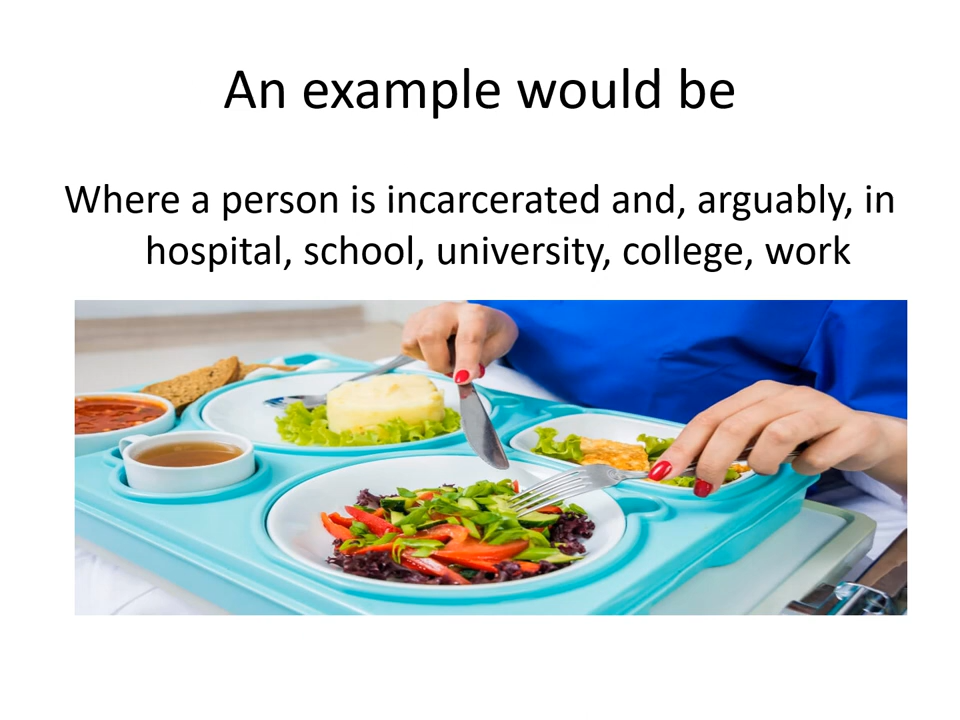 An example would be
Where a person is incarcerated and, arguably, in
hospital, school, university, college, work